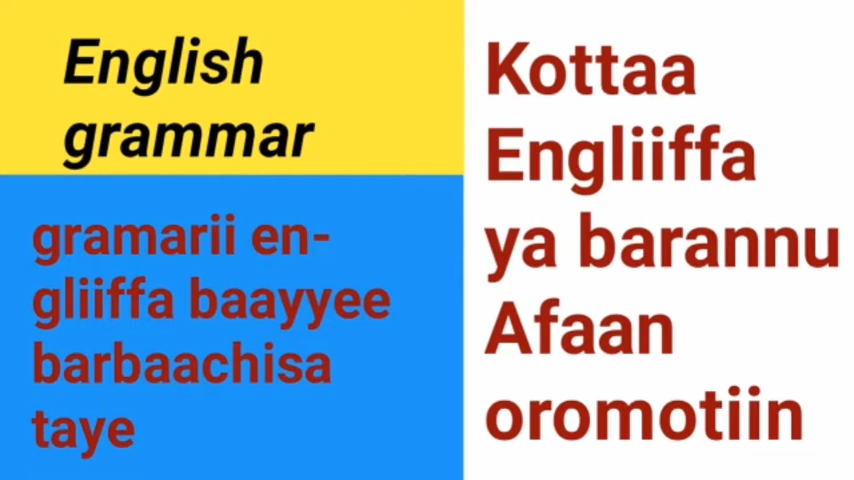 English
grammar
gramarii en-
gliiffa baayyee
barbaachisa
taye
Kottaa
Engliiffa
ya barannu
Afaan
oromotiin